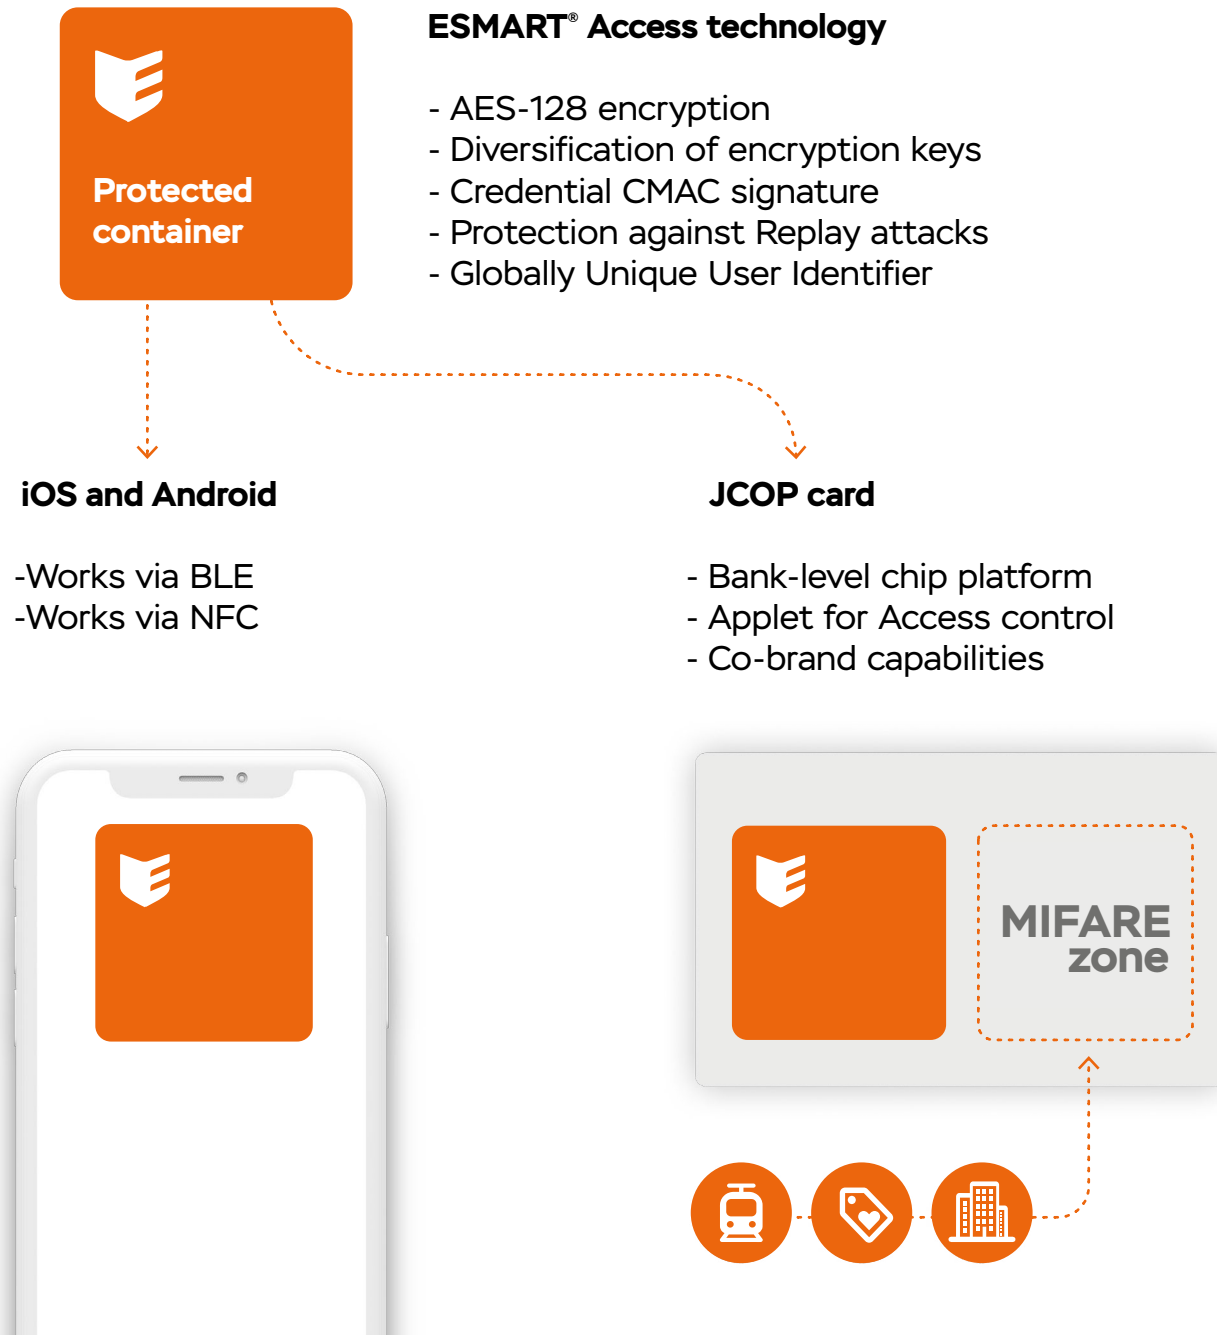 ESMART® Access technology
- AES-128 encryption
- Diversification of encryption keys
- Credential CMAC signature
- Protection against Replay attacks
- Globally Unique User Identifier
Protected
container
iOS and Android
-Works via BLE
-Works via NFC
JCOP card
- Bank-level chip platform
- Applet for Access control
- Co-brand capabilities
MIFARE
zone